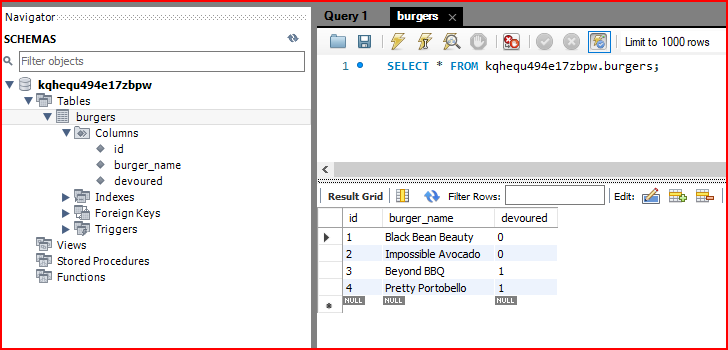 Navigator
SCHEMAS
Filter objects
kqhequ494e17zbpw
Tables
burgers
Columns
id
burger_name
devoured
Indexes
Foreign Keys
Triggers
Views
Stored Procedures
Functions
Query 1 burgers x
Limit to 1000 rows
1 SELECT * FROM kqhequ494e17zbpw.burgers;
Result Grid Filter Rows: Edit:
id burger_name devoured
1 Black Bean Beauty 0
2 Impossible Avocado 0
3 Beyond BBQ 1
4 Pretty Portobello 1
NULL NULL NULL